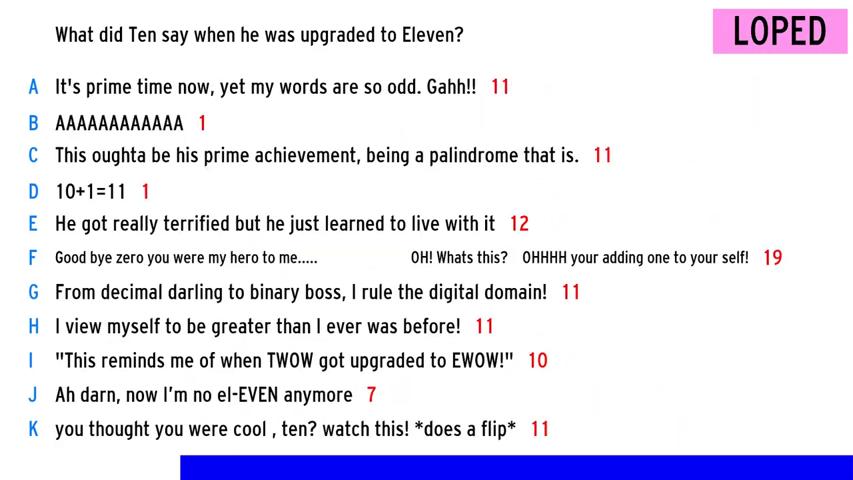 What did Ten say when he was upgraded to Eleven?
LOPED
A It's prime time now, yet my words are so odd. Gahh!! 11
B AAAAAAAAAAAA 1
C This oughta be his prime achievement, being a palindrome that is. 11
D 10+1=11 1
E He got really terrified but he just learned to live with it 12
F Good bye zero you were my hero to me..... OH! Whats this? OHHHH your adding one to your self! 19
G From decimal darling to binary boss, I rule the digital domain! 11
H I view myself to be greater than I ever was before! 11
I "This reminds me of when TWOW got upgraded to EWOW!" 10
J Ah darn, now I'm no el-EVEN anymore 7
K you thought you were cool , ten? watch this! *does a flip* 11